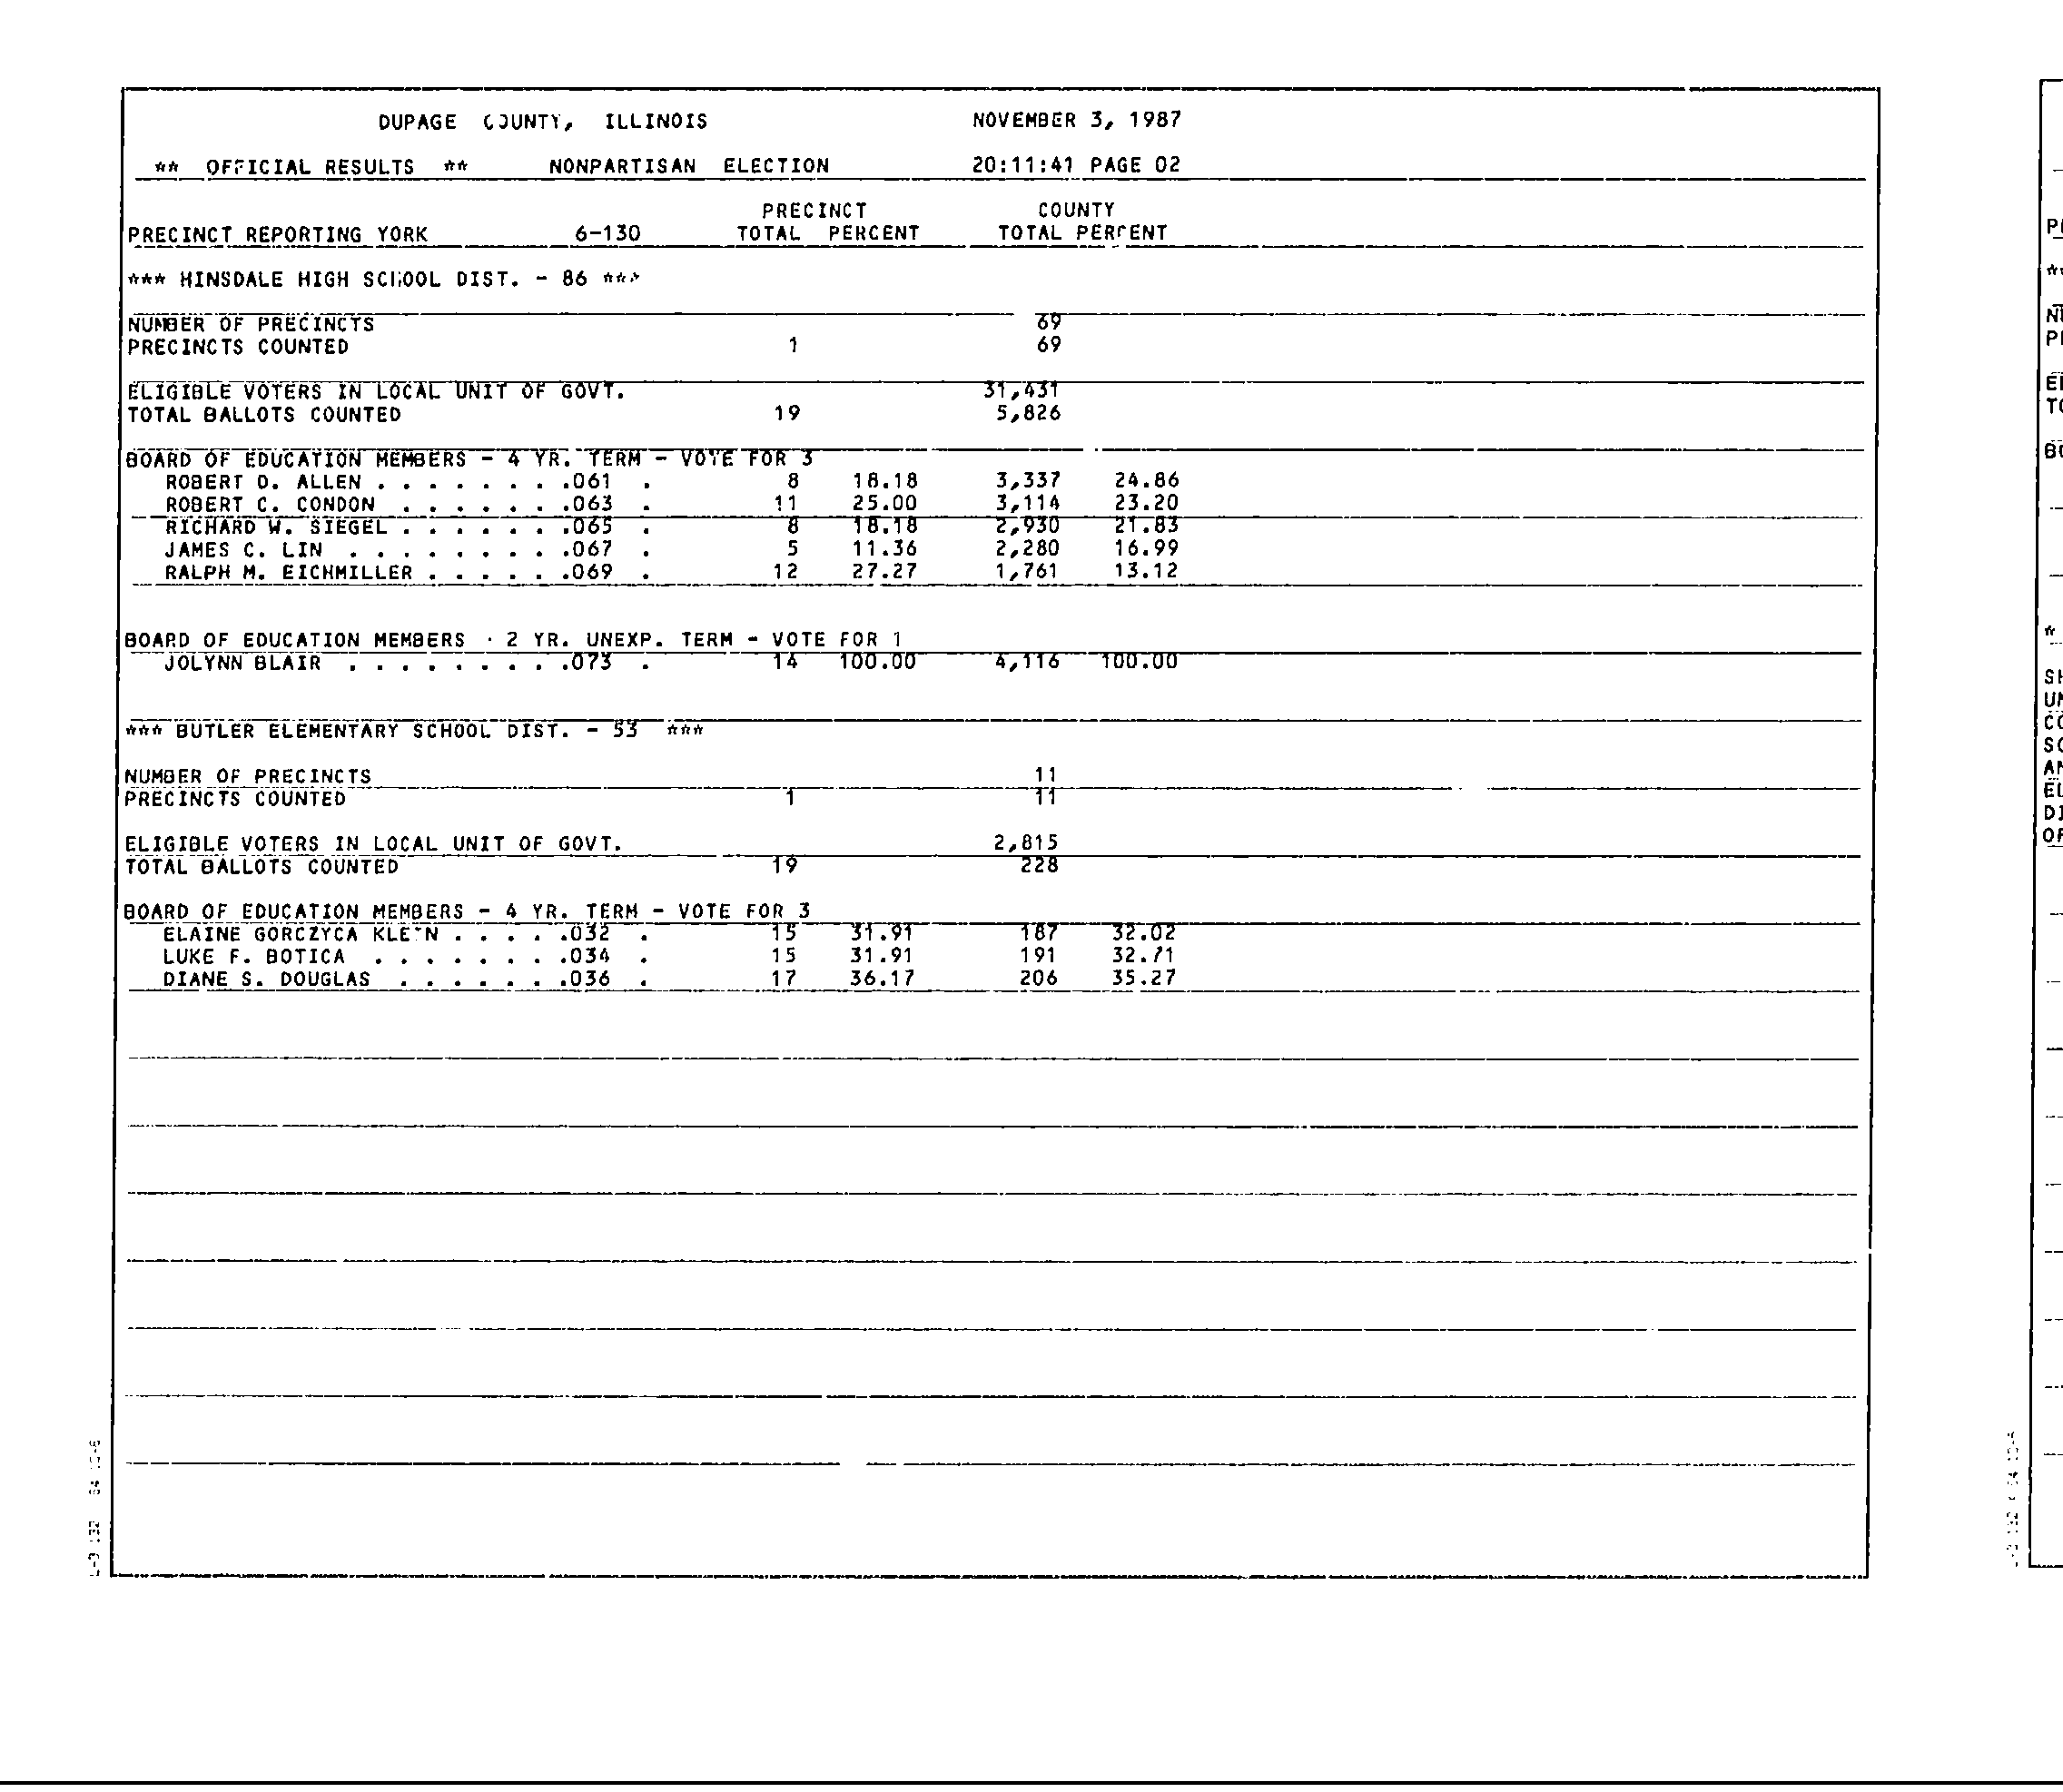 DUPAGE COUNTY, ILLINOIS NOVEMBER 3, 1987
** OFFICIAL RESULTS ** NONPARTISAN ELECTION 20:11:41 PAGE 02
PRECINCT COUNTY
PRECINCT REPORTING YORK 6-130 TOTAL PERCENT TOTAL PERCENT
*** HINSDALE HIGH SCHOOL DIST. - 86 ***
NUMBER OF PRECINCTS 69
PRECINCTS COUNTED 1 69
ELIGIBLE VOTERS IN LOCAL UNIT OF GOVT. 31,431
TOTAL BALLOTS COUNTED 19 5,826
BOARD OF EDUCATION MEMBERS - 4 YR. TERM - VOTE FOR 3
ROBERT D. ALLEN . . . . . . . .061 . 8 18.18 3,337 24.86
ROBERT C. CONDON . . . . . . .063 . 11 25.00 3,114 23.20
RICHARD W. SIEGEL . . . . . . .065 . 8 18.18 2,930 21.83
JAMES C. LIN . . . . . . . . .067 . 5 11.36 2,280 16.99
RALPH M. EICHMILLER . . . . . .069 . 12 27.27 1,761 13.12
BOARD OF EDUCATION MEMBERS - 2 YR. UNEXP. TERM - VOTE FOR 1
JOLYNN BLAIR . . . . . . . . .073 . 14 100.00 4,116 100.00
*** BUTLER ELEMENTARY SCHOOL DIST. - 53 ***
NUMBER OF PRECINCTS 11
PRECINCTS COUNTED 1 11
ELIGIBLE VOTERS IN LOCAL UNIT OF GOVT. 2,815
TOTAL BALLOTS COUNTED 19 228
BOARD OF EDUCATION MEMBERS - 4 YR. TERM - VOTE FOR 3
ELAINE GORCZYCA KLEIN . . . . .032 . 15 31.91 187 32.02
LUKE F. BOTICA . . . . . . . .034 . 15 31.91 191 32.71
DIANE S. DOUGLAS . . . . . . .036 . 17 36.17 206 35.27